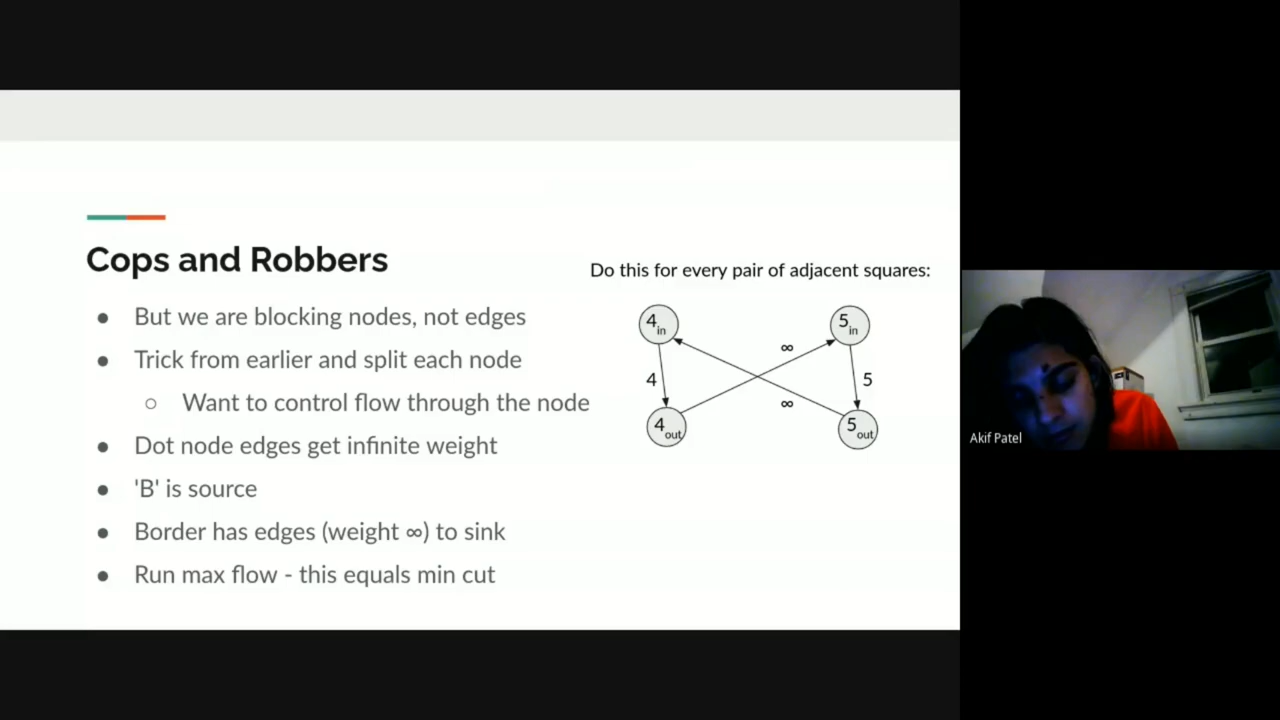 Cops and Robbers
● But we are blocking nodes, not edges
● Trick from earlier and split each node
○ Want to control flow through the node
● Dot node edges get infinite weight
● 'B' is source
● Border has edges (weight ∞) to sink
● Run max flow - this equals min cut
Do this for every pair of adjacent squares:
4in 5in
∞
4 5
∞
4out 5out
Akif Patel